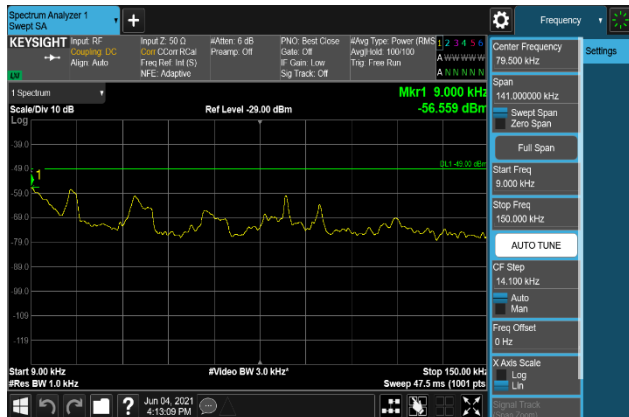 Spectrum Analyzer 1
Swept SA
+
Frequency
KEYSIGHT
Input: RF
Coupling: DC
Align: Auto
Input Z: 50 Ω
Corr CCorr RCal
Freq Ref: Int (S)
NFE: Adaptive
#Atten: 6 dB
Preamp: Off
PNO: Best Close
Gate: Off
IF Gain: Low
Sig Track: Off
#Avg Type: Power (RMS
Avg|Hold: 100/100
Trig: Free Run
1 2 3 4 5 6
A W W W W W
A N N N N N
LXI
1 Spectrum
Scale/Div 10 dB
Log
Ref Level -29.00 dBm
Mkr1 9.000 kHz
-56.559 dBm
-39.0
-49.0
-59.0
-69.0
-79.0
-89.0
-99.0
-109
-119
DL1 -49.00 dBm
1
Start 9.00 kHz
#Res BW 1.0 kHz
#Video BW 3.0 kHz*
Stop 150.00 kHz
Sweep 47.5 ms (1001 pts
?
Jun 04, 2021
4:13:09 PM
Center Frequency
79.500 kHz
Settings
Span
141.000000 kHz
Swept Span
Zero Span
Full Span
Start Freq
9.000 kHz
Stop Freq
150.000 kHz
AUTO TUNE
CF Step
14.100 kHz
Auto
Man
Freq Offset
0 Hz
X Axis Scale
Log
Lin
Signal Track
(Span Zoom)